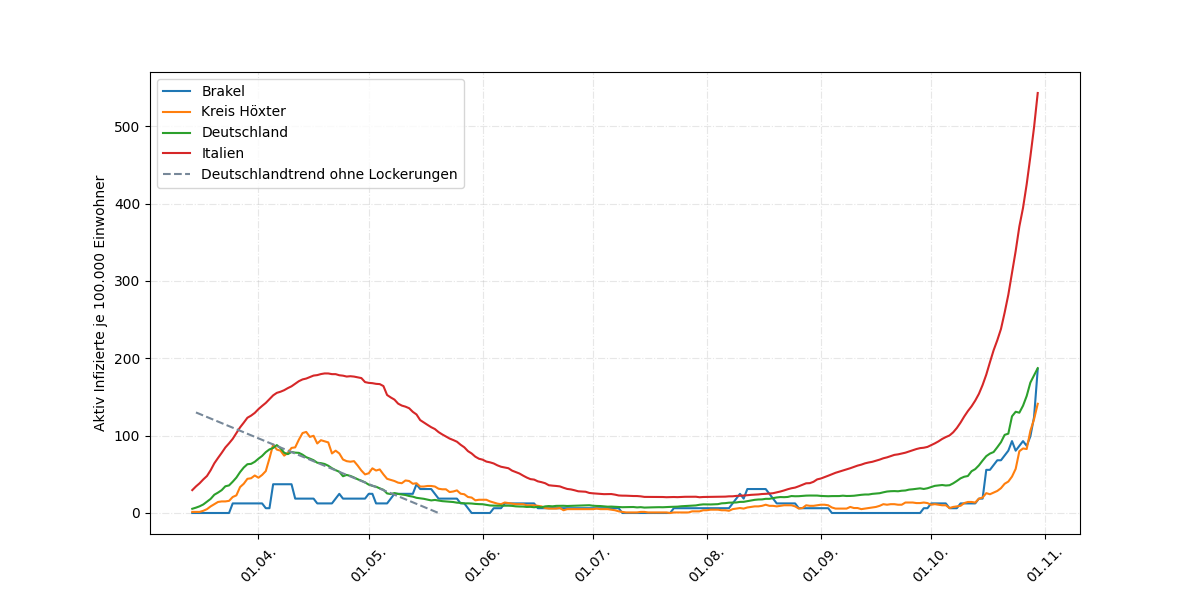 Brakel
Kreis Höxter
Deutschland
Italien
Deutschlandtrend ohne Lockerungen
Aktiv Infizierte je 100.000 Einwohner
500
400
300
200
100
0
01.04.
01.05.
01.06.
01.07.
01.08.
01.09.
01.10.
01.11.